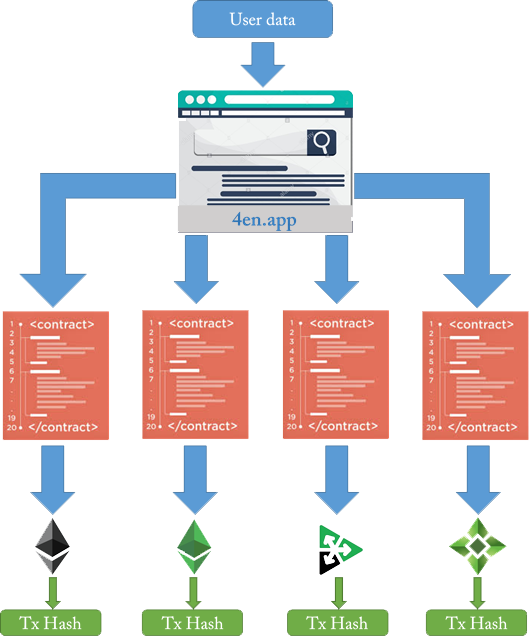 User data
4en.app
1 <contract>
2
3
4
5
6
7
.
.
19
20 </contract>
1 <contract>
2
3
4
5
6
7
.
.
19
20 </contract>
1 <contract>
2
3
4
5
6
7
.
.
19
20 </contract>
1 <contract>
2
3
4
5
6
7
.
.
19
20 </contract>
Tx Hash
Tx Hash
Tx Hash
Tx Hash